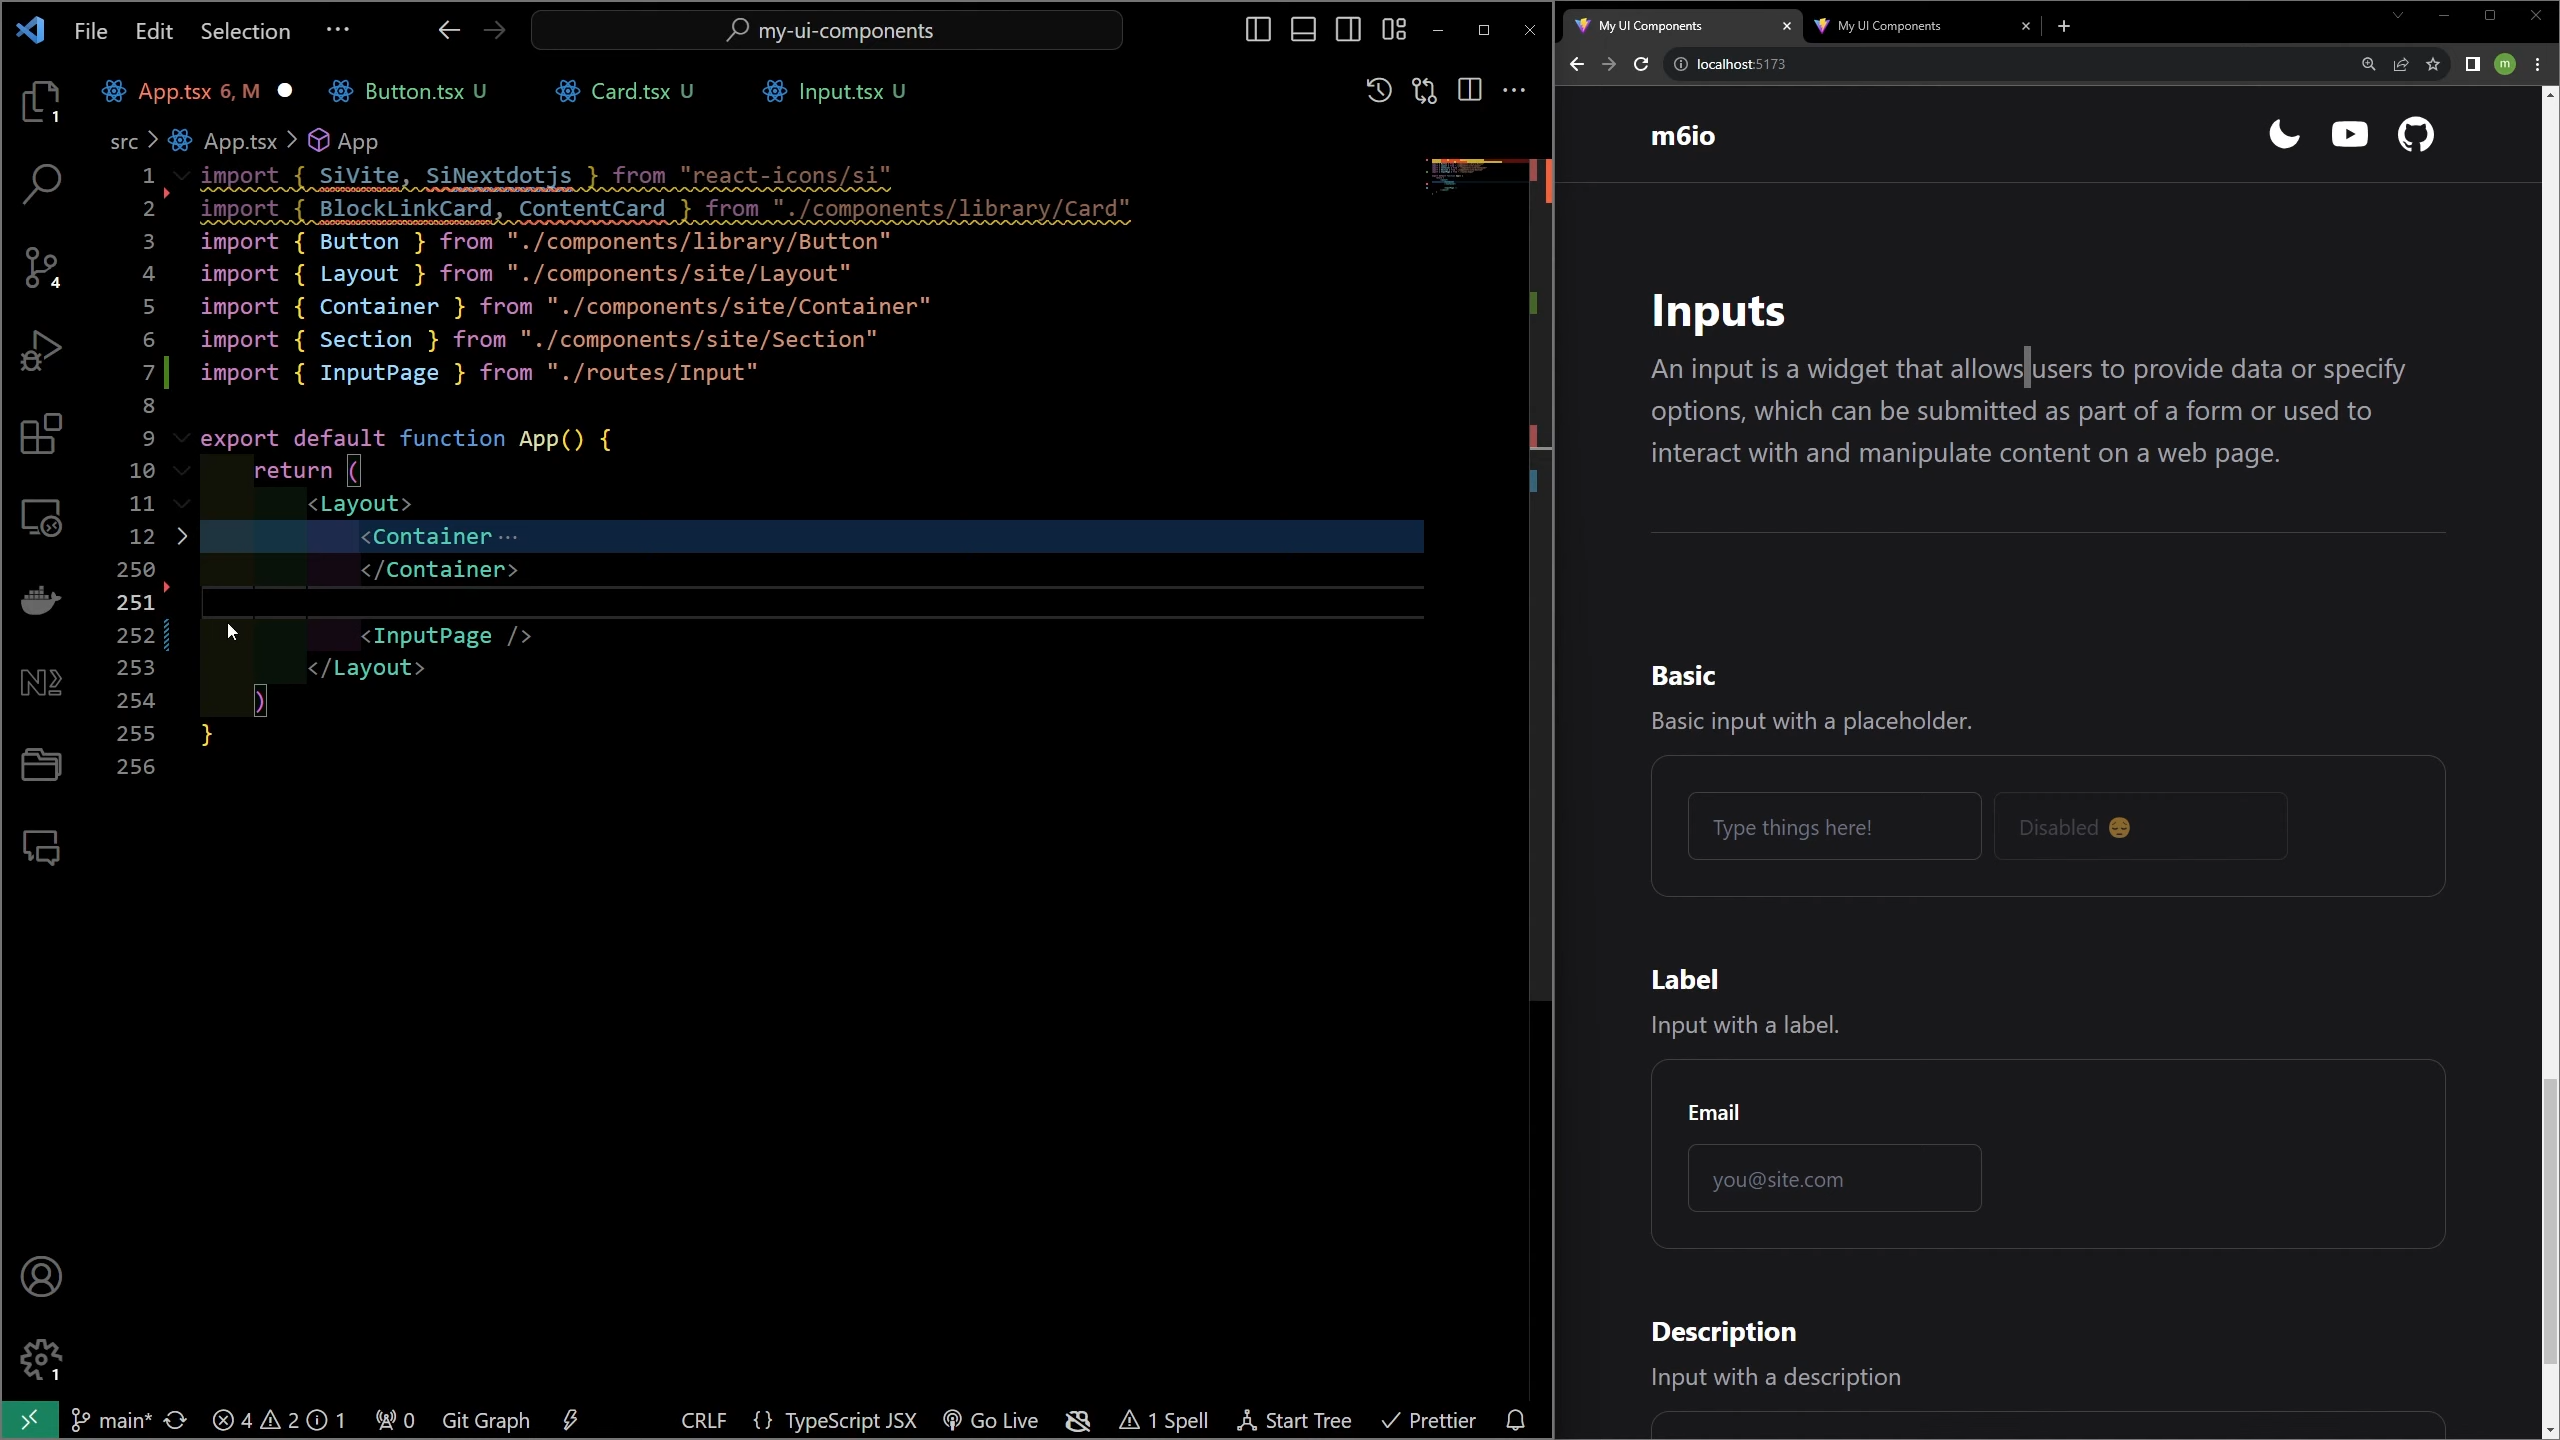 File Edit Selection ···
my-ui-components
App.tsx 6, M
Button.tsx U
Card.tsx U
Input.tsx U
src > App.tsx > App
1 import { SiVite, SiNextdotjs } from "react-icons/si"
2 import { BlockLinkCard, ContentCard } from "./components/library/Card"
3 import { Button } from "./components/library/Button"
4 import { Layout } from "./components/site/Layout"
5 import { Container } from "./components/site/Container"
6 import { Section } from "./components/site/Section"
7 import { InputPage } from "./routes/Input"
8
9 export default function App() {
10 return (
11 <Layout>
12 <Container ···
250 </Container>
251
252 <InputPage />
253 </Layout>
254 )
255 }
256
1
4
1
main* 4 2 1 0 Git Graph CRLF {} TypeScript JSX Go Live 1 Spell Start Tree Prettier
My UI Components
My UI Components
localhost:5173
m
m6io
Inputs
An input is a widget that allows users to provide data or specify
options, which can be submitted as part of a form or used to
interact with and manipulate content on a web page.
Basic
Basic input with a placeholder.
Type things here!
Disabled 😔
Label
Input with a label.
Email
you@site.com
Description
Input with a description